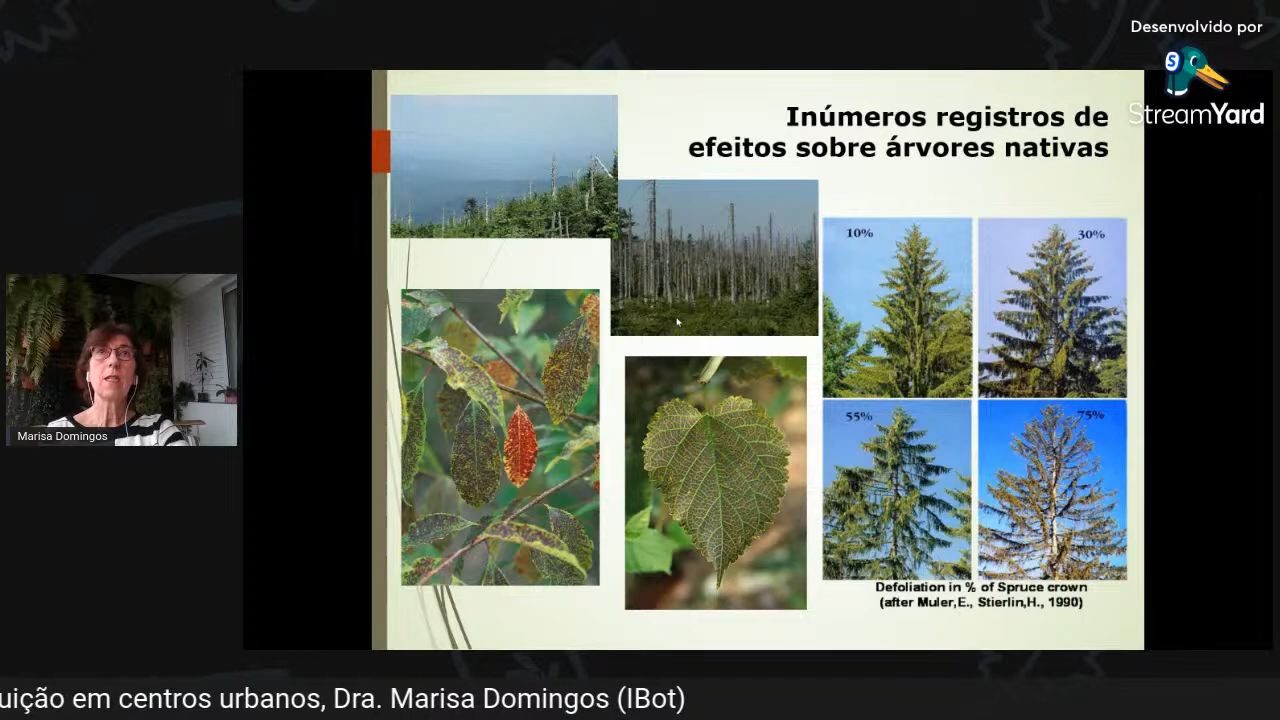 Desenvolvido por
StreamYard
Inúmeros registros de
efeitos sobre árvores nativas
10%
30%
55%
75%
Defoliation in % of Spruce crown
(after Muler,E., Stierlin,H., 1990)
Marisa Domingos
uição em centros urbanos, Dra. Marisa Domingos (IBot)